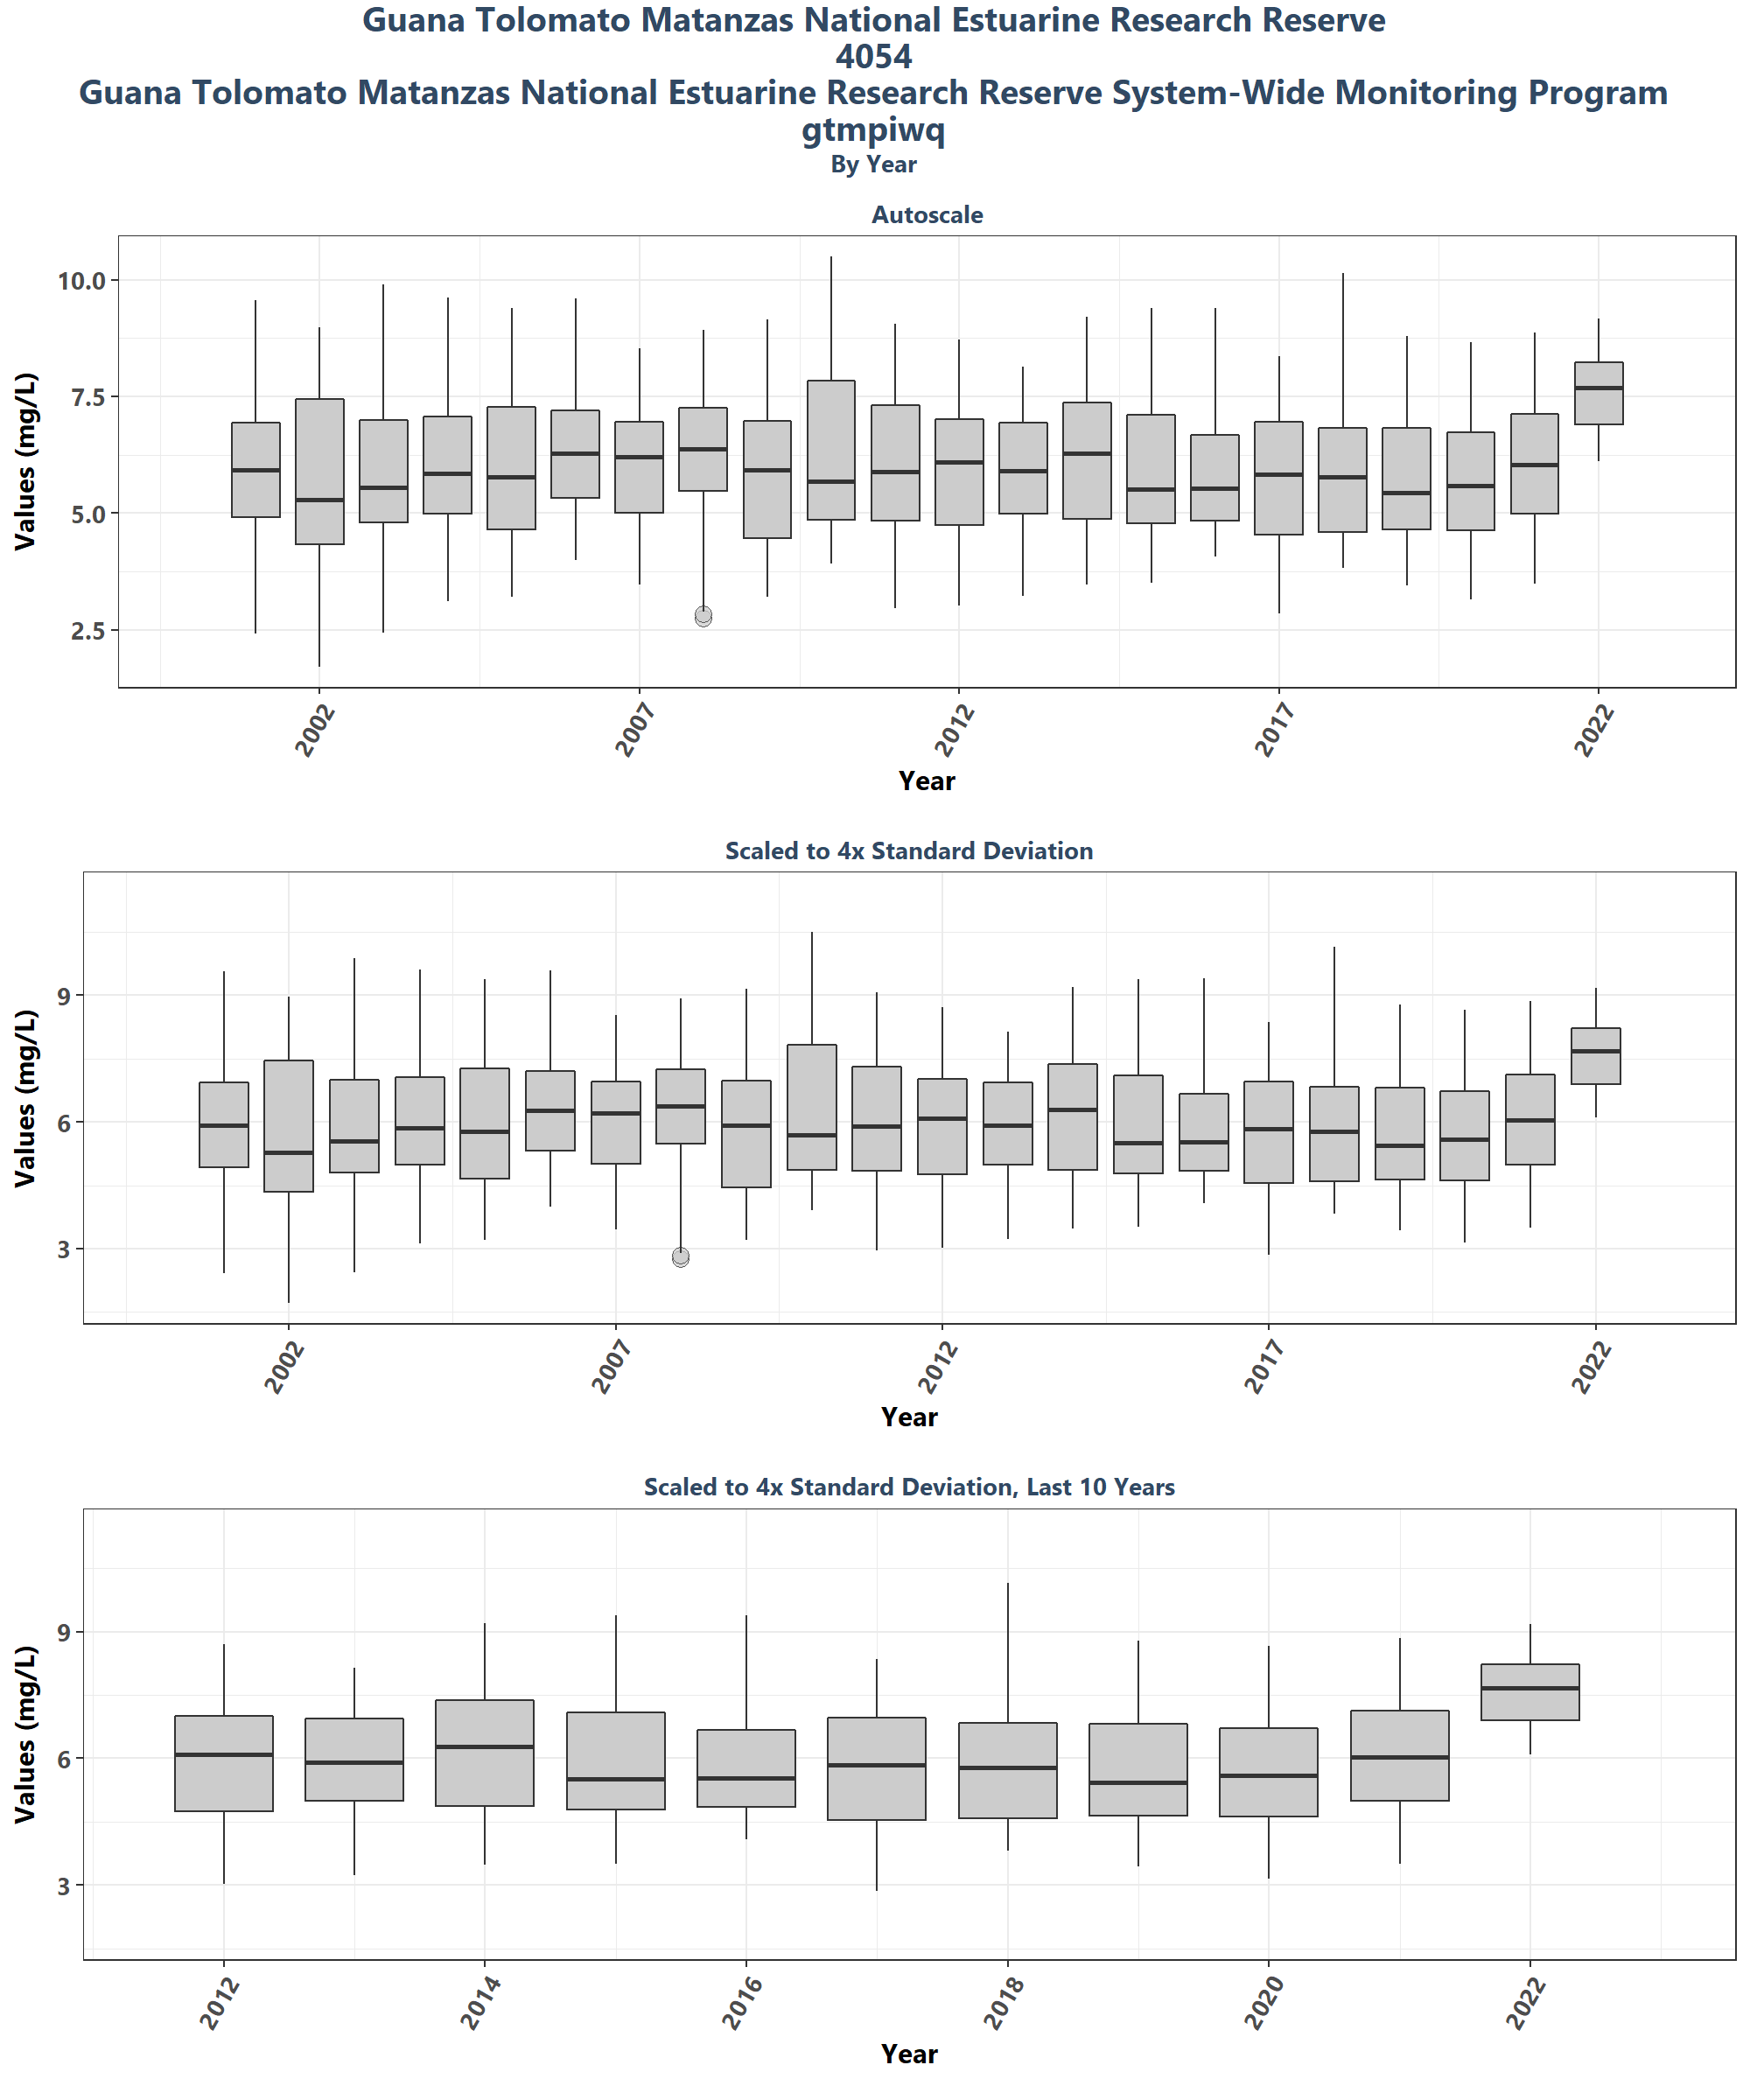 Guana Tolomato Matanzas National Estuarine Research Reserve
4054
Guana Tolomato Matanzas National Estuarine Research Reserve System-Wide Monitoring Program
gtmpiwq
By Year
Autoscale
Values (mg/L)
10.0
7.5
5.0
2.5
2002
2007
2012
2017
2022
Year
Scaled to 4x Standard Deviation
Values (mg/L)
9
6
3
2002
2007
2012
2017
2022
Year
Scaled to 4x Standard Deviation, Last 10 Years
Values (mg/L)
9
6
3
2012
2014
2016
2018
2020
2022
Year